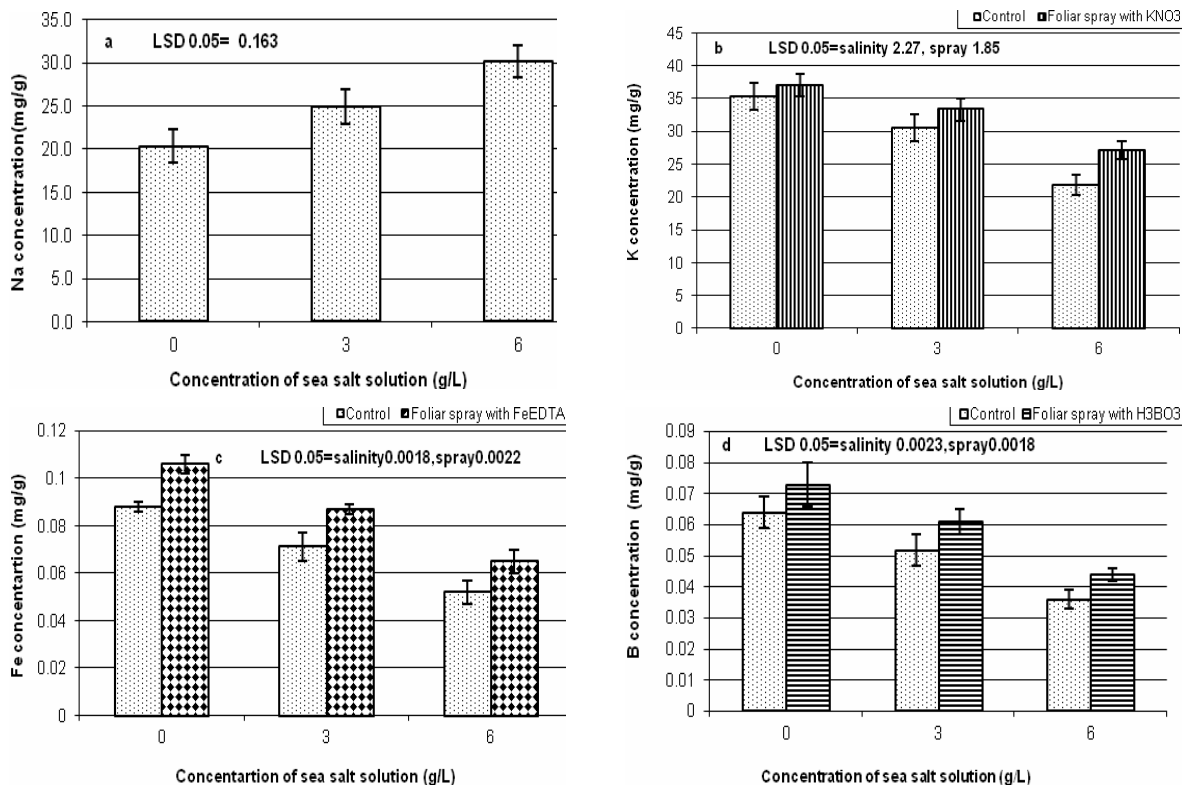 a LSD 0.05= 0.163
Na concentration(mg/g)
35.0
30.0
25.0
20.0
15.0
10.0
5.0
0.0
0 3 6
Concentration of sea salt solution (g/L)
Control Foliar spray with KNO3
b LSD 0.05=salinity 2.27, spray 1.85
K concentration (mg/g)
45
40
35
30
25
20
15
10
5
0
0 3 6
Concentration of sea salt solution (g/L)
Control Foliar spray with FeEDTA
c LSD 0.05=salinity0.0018,spray0.0022
Fe concentartion (mg/g)
0.12
0.1
0.08
0.06
0.04
0.02
0
0 3 6
Concentartion of sea salt solution (g/L)
Control Foliar spray with H3BO3
d LSD 0.05=salinity 0.0023,spray0.0018
B concentration (mg/g)
0.09
0.08
0.07
0.06
0.05
0.04
0.03
0.02
0.01
0
0 3 6
Concentration of sea salt solution (g/L)